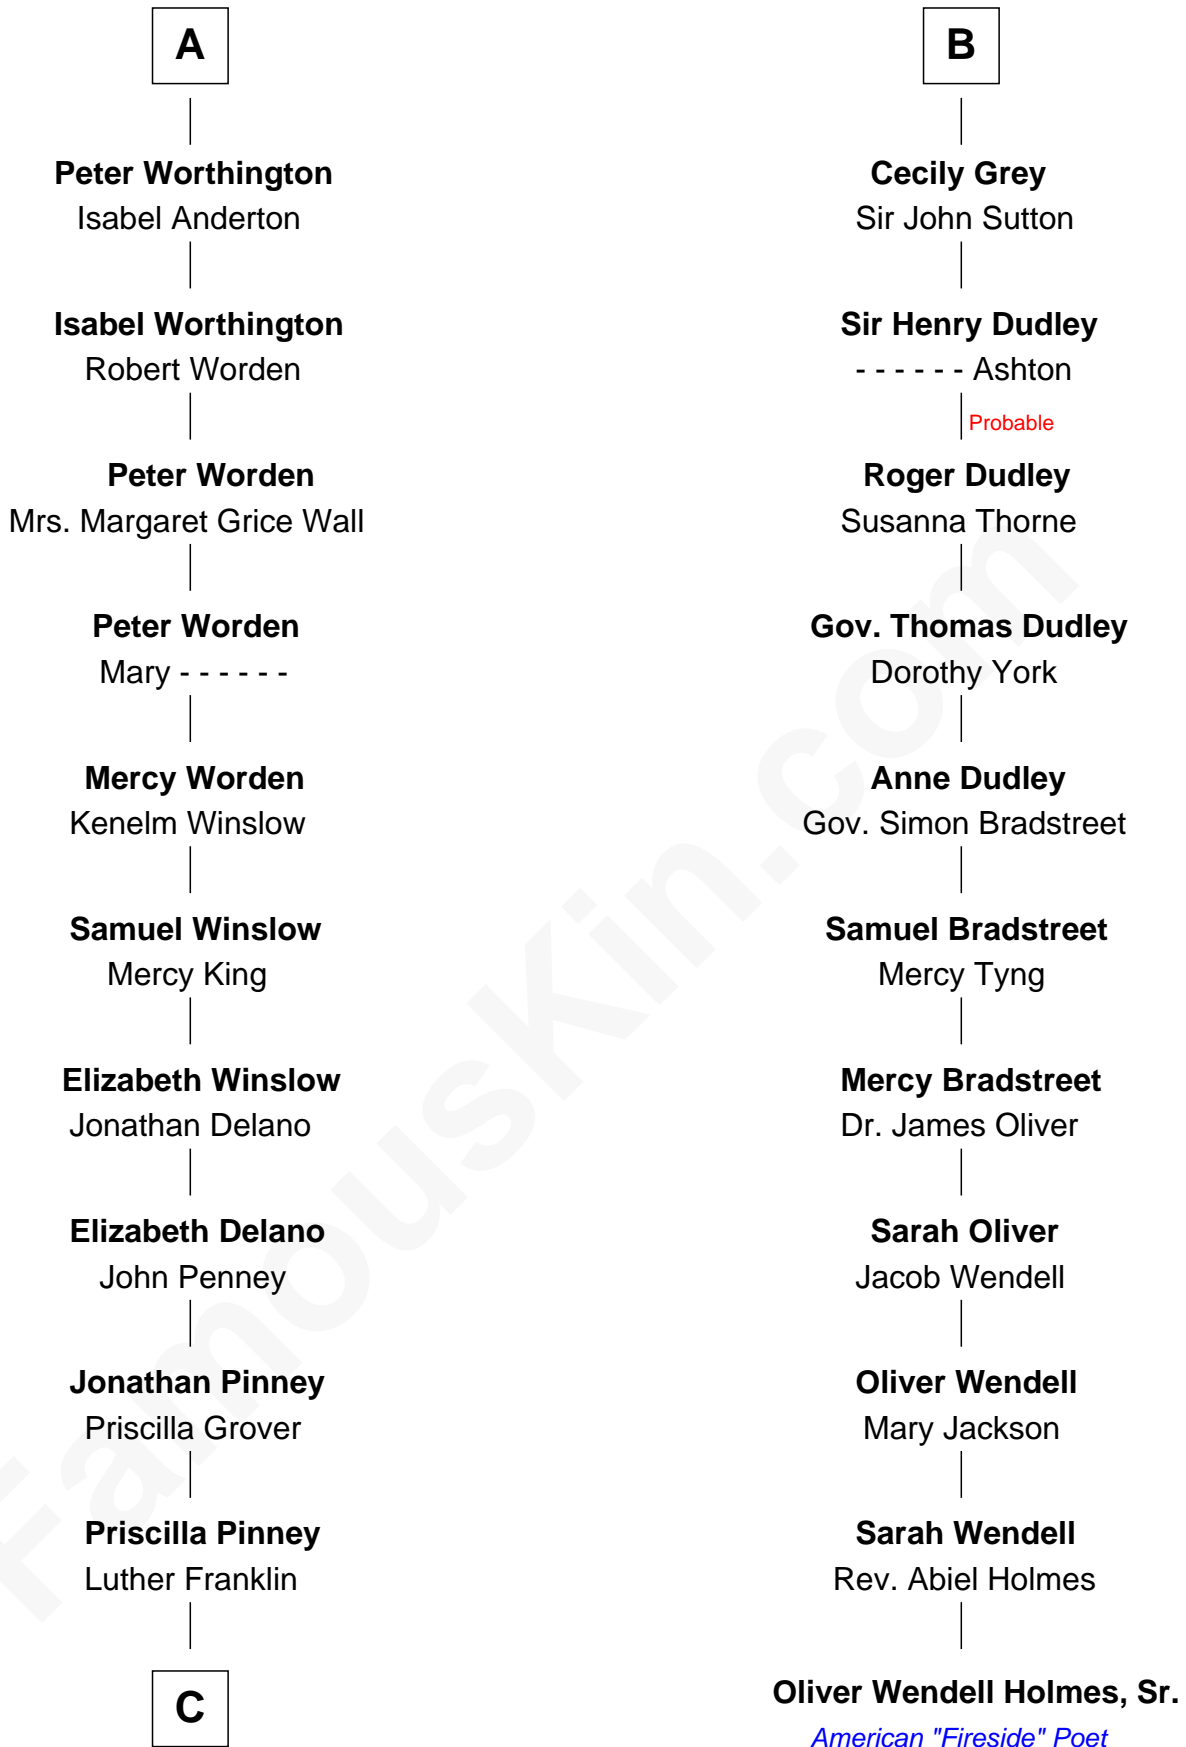 A
Peter Worthington
Isabel Anderton
Isabel Worthington
Robert Worden
Peter Worden
Mrs. Margaret Grice Wall
Peter Worden
Mary - - - - - -
Mercy Worden
Kenelm Winslow
Samuel Winslow
Mercy King
Elizabeth Winslow
Jonathan Delano
Elizabeth Delano
John Penney
Jonathan Pinney
Priscilla Grover
Priscilla Pinney
Luther Franklin
C
B
Cecily Grey
Sir John Sutton
Sir Henry Dudley
- - - - - - Ashton
Probable
Roger Dudley
Susanna Thorne
Gov. Thomas Dudley
Dorothy York
Anne Dudley
Gov. Simon Bradstreet
Samuel Bradstreet
Mercy Tyng
Mercy Bradstreet
Dr. James Oliver
Sarah Oliver
Jacob Wendell
Oliver Wendell
Mary Jackson
Sarah Wendell
Rev. Abiel Holmes
Oliver Wendell Holmes, Sr.
American "Fireside" Poet
FamousKin.com